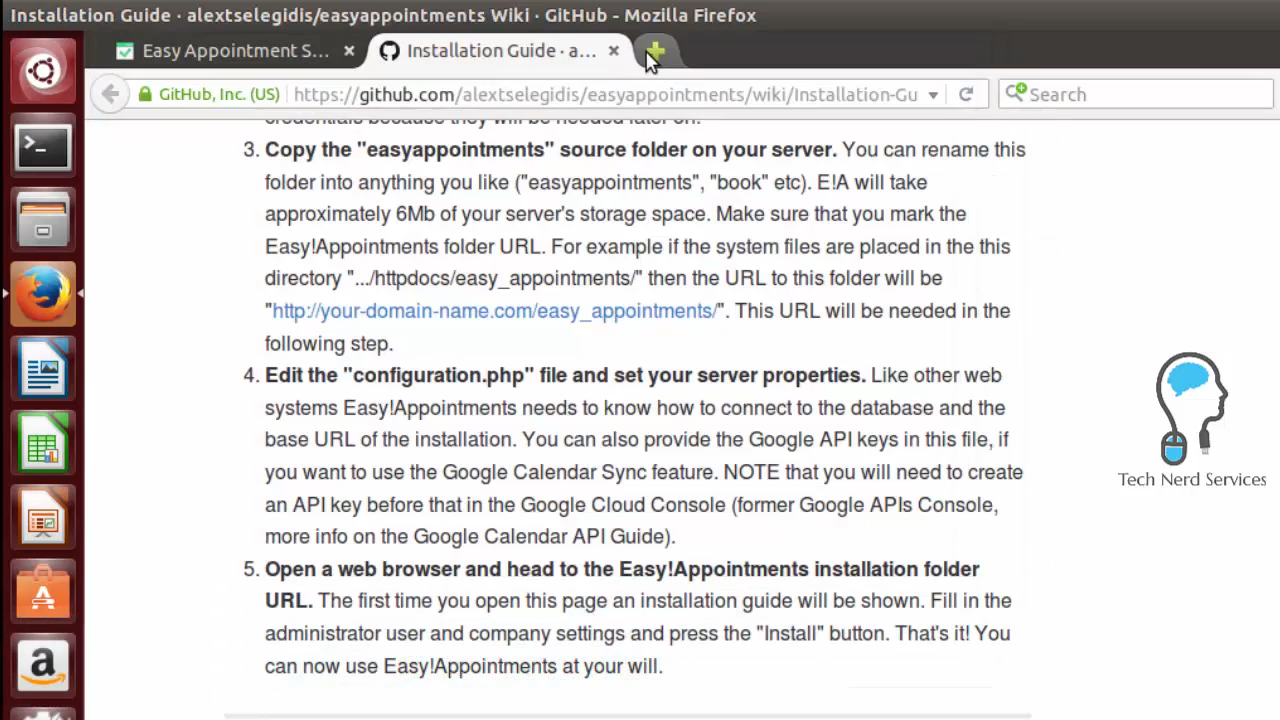 Installation Guide · alextselegidis/easyappointments Wiki · GitHub - Mozilla Firefox
Easy Appointment S... × Installation Guide · a... ×
GitHub, Inc. (US) https://github.com/alextselegidis/easyappointments/wiki/Installation-Gu Search
credentials because they will be needed later on.
3. Copy the "easyappointments" source folder on your server. You can rename this
folder into anything you like ("easyappointments", "book" etc). E!A will take
approximately 6Mb of your server's storage space. Make sure that you mark the
Easy!Appointments folder URL. For example if the system files are placed in the this
directory ".../httpdocs/easy_appointments/" then the URL to this folder will be
"http://your-domain-name.com/easy_appointments/". This URL will be needed in the
following step.
4. Edit the "configuration.php" file and set your server properties. Like other web
systems Easy!Appointments needs to know how to connect to the database and the
base URL of the installation. You can also provide the Google API keys in this file, if
you want to use the Google Calendar Sync feature. NOTE that you will need to create
an API key before that in the Google Cloud Console (former Google APIs Console,
more info on the Google Calendar API Guide).
5. Open a web browser and head to the Easy!Appointments installation folder
URL. The first time you open this page an installation guide will be shown. Fill in the
administrator user and company settings and press the "Install" button. That's it! You
can now use Easy!Appointments at your will.
Tech Nerd Services